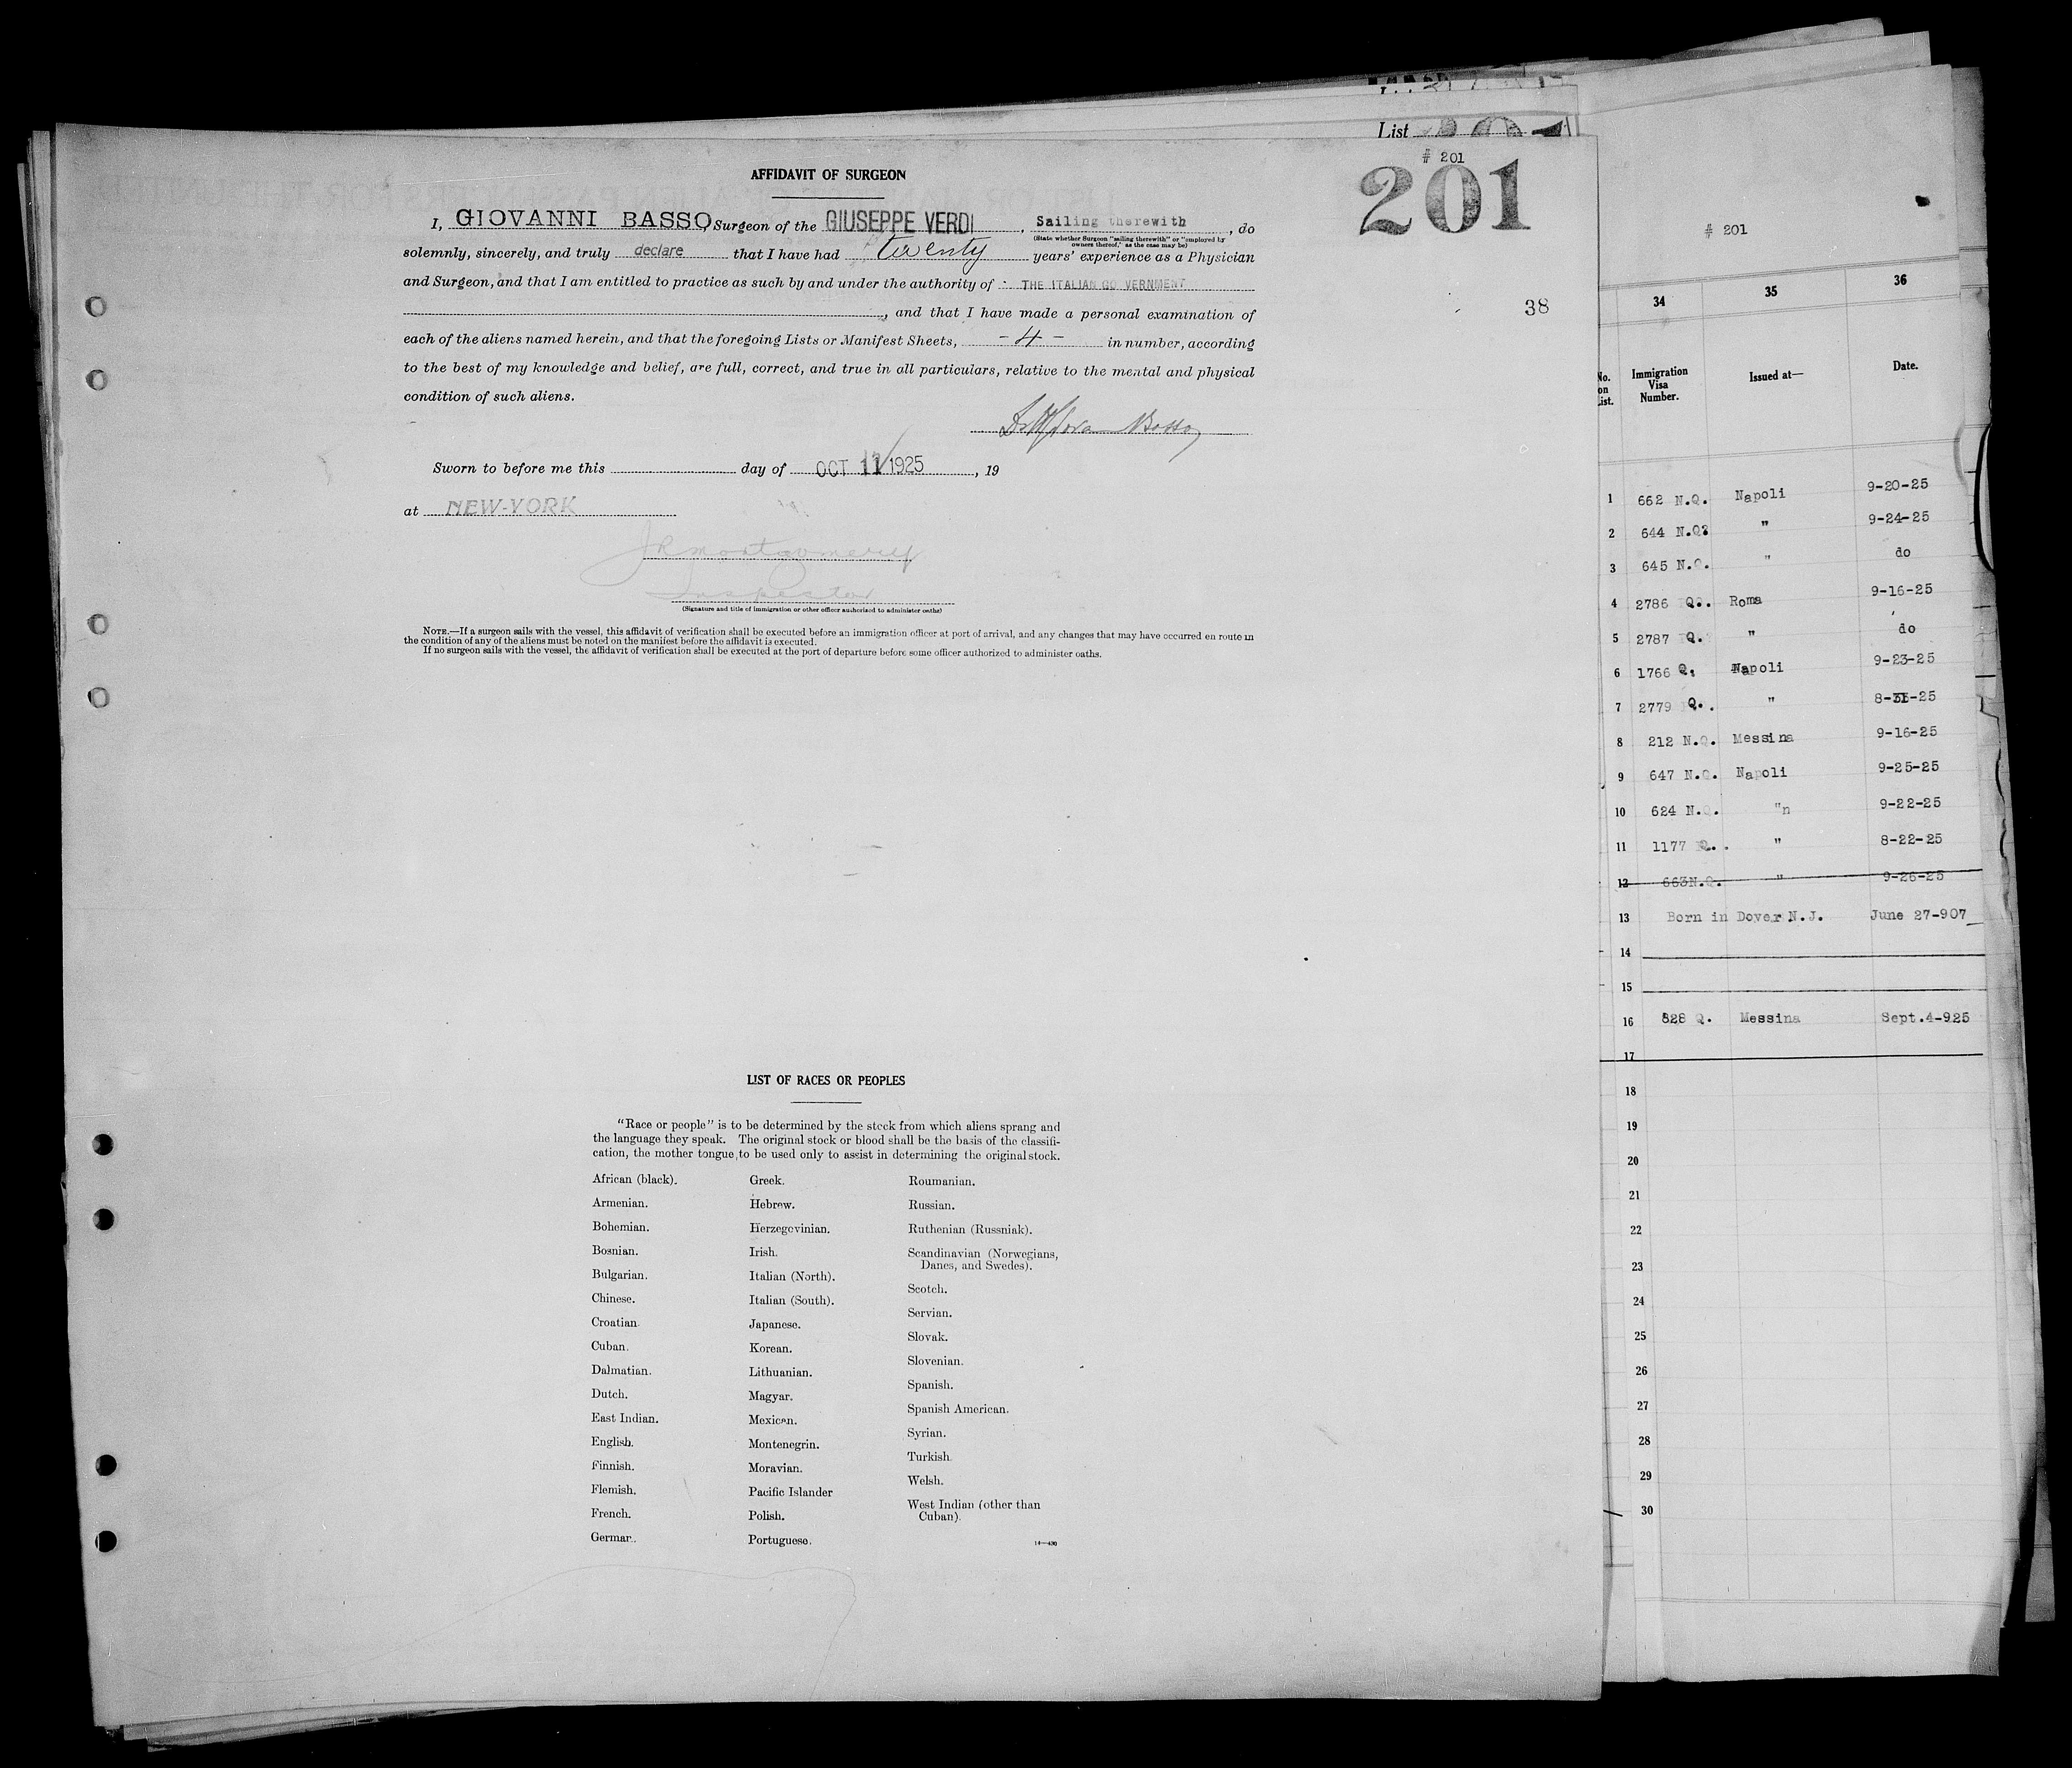 List
# 201
201
38
AFFIDAVIT OF SURGEON
I, GIOVANNI BASSO, Surgeon of the GIUSEPPE VERDI, Sailing therewith, do
(State whether Surgeon "sailing therewith" or "employed by
owners thereof," as the case may be)
solemnly, sincerely, and truly declare that I have had twenty years' experience as a Physician
and Surgeon, and that I am entitled to practice as such by and under the authority of THE ITALIAN GO VERNMENT
, and that I have made a personal examination of
each of the aliens named herein, and that the foregoing Lists or Manifest Sheets, -4- in number, according
to the best of my knowledge and belief, are full, correct, and true in all particulars, relative to the mental and physical
condition of such aliens.
Basso
Sworn to before me this day of OCT 11 1925, 19
at NEW-YORK
JR Montgomery
Inspector
(Signature and title of immigration or other officer authorized to administer oaths)
NOTE.—If a surgeon sails with the vessel, this affidavit of verification shall be executed before an immigration officer at port of arrival, and any changes that may have occurred en route in
the condition of any of the aliens must be noted on the manifest before the affidavit is executed.
If no surgeon sails with the vessel, the affidavit of verification shall be executed at the port of departure before some officer authorized to administer oaths.
LIST OF RACES OR PEOPLES
"Race or people" is to be determined by the stock from which aliens sprang and
the language they speak. The original stock or blood shall be the basis of the classifi-
cation, the mother tongue to be used only to assist in determining the original stock.
African (black).
Armenian.
Bohemian.
Bosnian.
Bulgarian.
Chinese.
Croatian.
Cuban.
Dalmatian.
Dutch.
East Indian.
English.
Finnish.
Flemish.
French.
German.
Greek.
Hebrew.
Herzegovinian.
Irish.
Italian (North).
Italian (South).
Japanese.
Korean.
Lithuanian.
Magyar.
Mexican.
Montenegrin.
Moravian.
Pacific Islander
Polish.
Portuguese.
Roumanian.
Russian.
Ruthenian (Russniak).
Scandinavian (Norwegians,
Danes, and Swedes).
Scotch.
Servian.
Slovak.
Slovenian.
Spanish.
Spanish American.
Syrian.
Turkish.
Welsh.
West Indian (other than
Cuban).
14—430
# 201
34 35 36
No. on List. Immigration Visa Number. Issued at— Date.
1 662 N.Q. Napoli 9-20-25
2 644 N.Q. " 9-24-25
3 645 N.Q. " do
4 2786 Q. Roma 9-16-25
5 2787 Q. " do
6 1766 Q. Napoli 9-23-25
7 2779 Q. " 8-31-25
8 212 N.Q. Messina 9-16-25
9 647 N.Q. Napoli 9-25-25
10 624 N.Q. "n 9-22-25
11 1177 Q. " 8-22-25
12 663N.Q. " 9-26-25
13 Born in Dover N.J. June 27-907
14
15
16 828 Q. Messina Sept.4-925
17
18
19
20
21
22
23
24
25
26
27
28
29
30